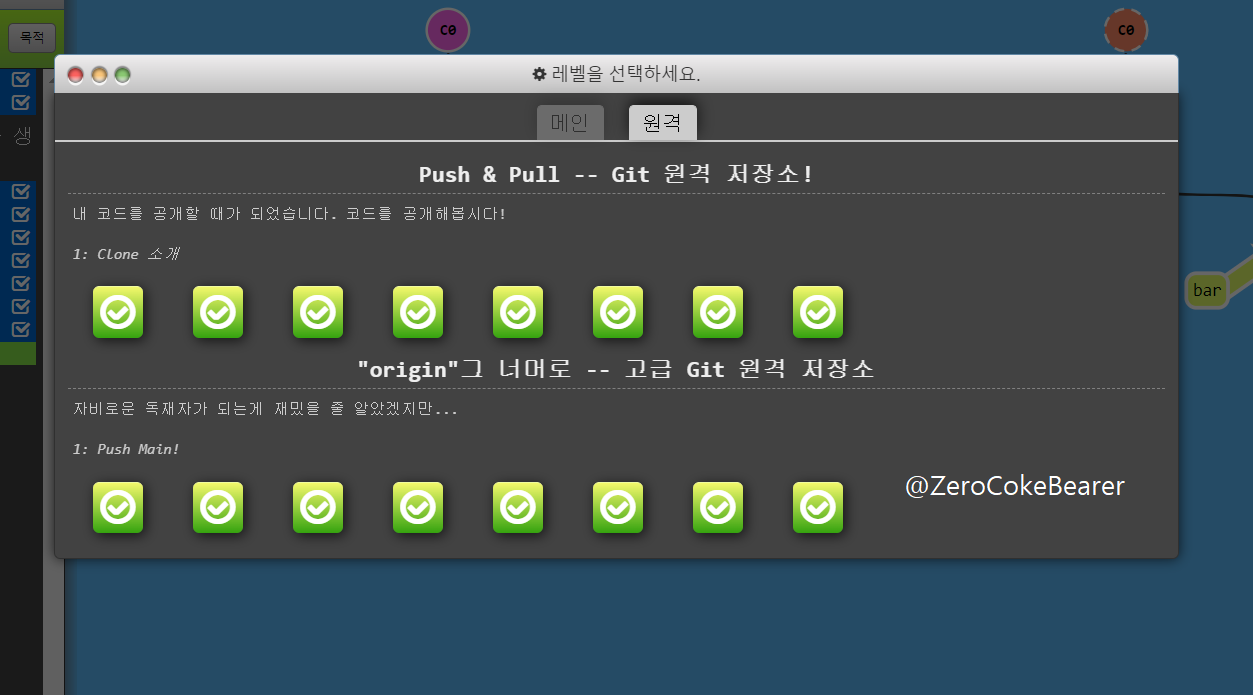 C0
C0
목적
레벨을 선택하세요.
메인
원격
생
Push & Pull -- Git 원격 저장소!
내 코드를 공개할 때가 되었습니다. 코드를 공개해봅시다!
1: Clone 소개
bar
"origin"그 너머로 -- 고급 Git 원격 저장소
자비로운 독재자가 되는게 재밌을 줄 알았겠지만...
1: Push Main!
@ZeroCokeBearer